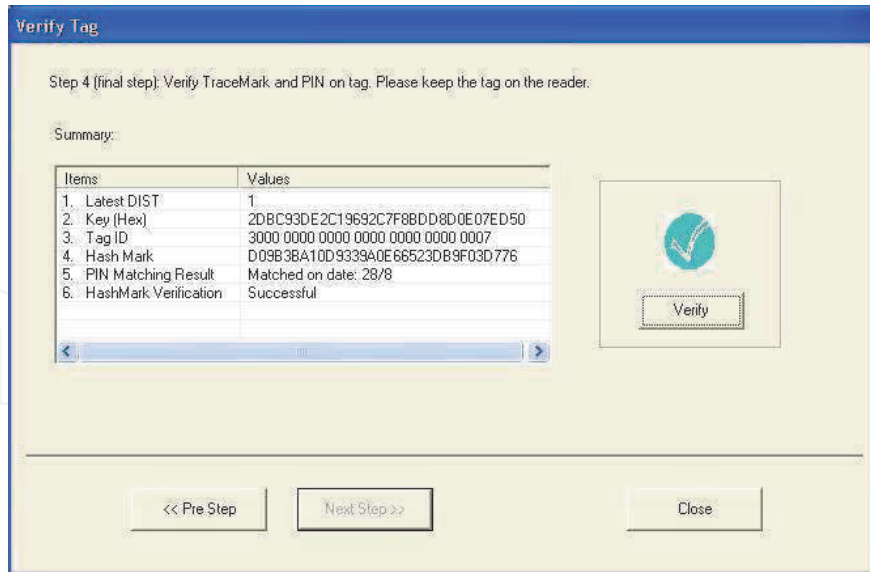 Verify Tag
Step 4 (final step): Verify TraceMark and PIN on tag. Please keep the tag on the reader.
Summary:
Items Values
1. Latest DIST 1
2. Key (Hex) 2DBC93DE2C19692C7F8BDD8D0E07ED50
3. Tag ID 3000 0000 0000 0000 0000 0000 0007
4. Hash Mark D09B3BA10D9339A0E66523DB9F03D776
5. PIN Matching Result Matched on date: 28/8
6. HashMark Verification Successful
Verify
<< Pre Step Next Step >> Close